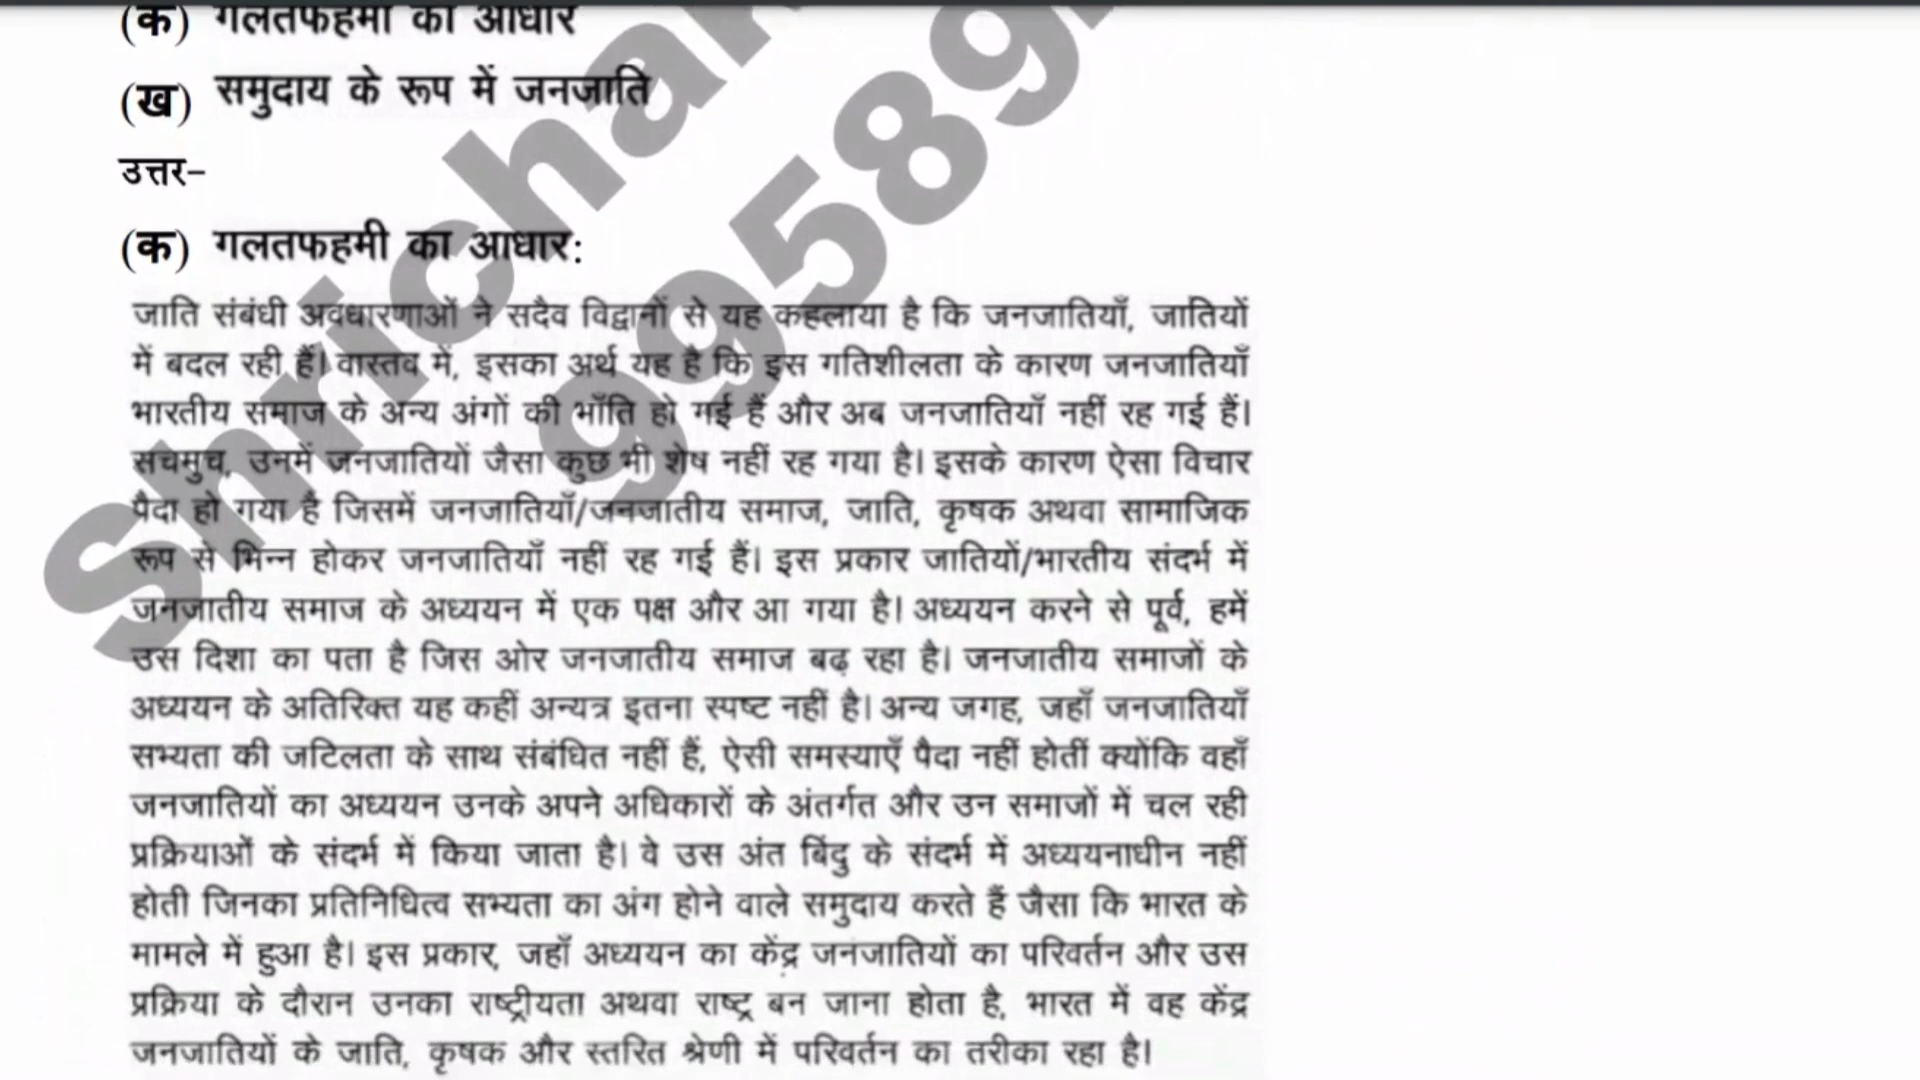 (क) गलतफहमी का आधार
(ख) समुदाय के रूप में जनजाति
उत्तर–
(क) गलतफहमी का आधार:
जाति संबंधी अवधारणाओं ने सदैव विद्वानों से यह कहलाया है कि जनजातियाँ, जातियों
में बदल रही हैं। वास्तव में, इसका अर्थ यह है कि इस गतिशीलता के कारण जनजातियाँ
भारतीय समाज के अन्य अंगों की भाँति हो गई हैं और अब जनजातियाँ नहीं रह गई हैं।
सचमुच, उनमें जनजातियों जैसा कुछ भी शेष नहीं रह गया है। इसके कारण ऐसा विचार
पैदा हो गया है जिसमें जनजातियाँ/जनजातीय समाज, जाति, कृषक अथवा सामाजिक
रूप से भिन्न होकर जनजातियाँ नहीं रह गई हैं। इस प्रकार जातियों/भारतीय संदर्भ में
जनजातीय समाज के अध्ययन में एक पक्ष और आ गया है। अध्ययन करने से पूर्व, हमें
उस दिशा का पता है जिस ओर जनजातीय समाज बढ़ रहा है। जनजातीय समाजों के
अध्ययन के अतिरिक्त यह कहीं अन्यत्र इतना स्पष्ट नहीं है। अन्य जगह, जहाँ जनजातियाँ
सभ्यता की जटिलता के साथ संबंधित नहीं हैं, ऐसी समस्याएँ पैदा नहीं होतीं क्योंकि वहाँ
जनजातियों का अध्ययन उनके अपने अधिकारों के अंतर्गत और उन समाजों में चल रही
प्रक्रियाओं के संदर्भ में किया जाता है। वे उस अंत बिंदु के संदर्भ में अध्ययनाधीन नहीं
होती जिनका प्रतिनिधित्व सभ्यता का अंग होने वाले समुदाय करते हैं जैसा कि भारत के
मामले में हुआ है। इस प्रकार, जहाँ अध्ययन का केंद्र जनजातियों का परिवर्तन और उस
प्रक्रिया के दौरान उनका राष्ट्रीयता अथवा राष्ट्र बन जाना होता है, भारत में वह केंद्र
जनजातियों के जाति, कृषक और स्तरित श्रेणी में परिवर्तन का तरीका रहा है।